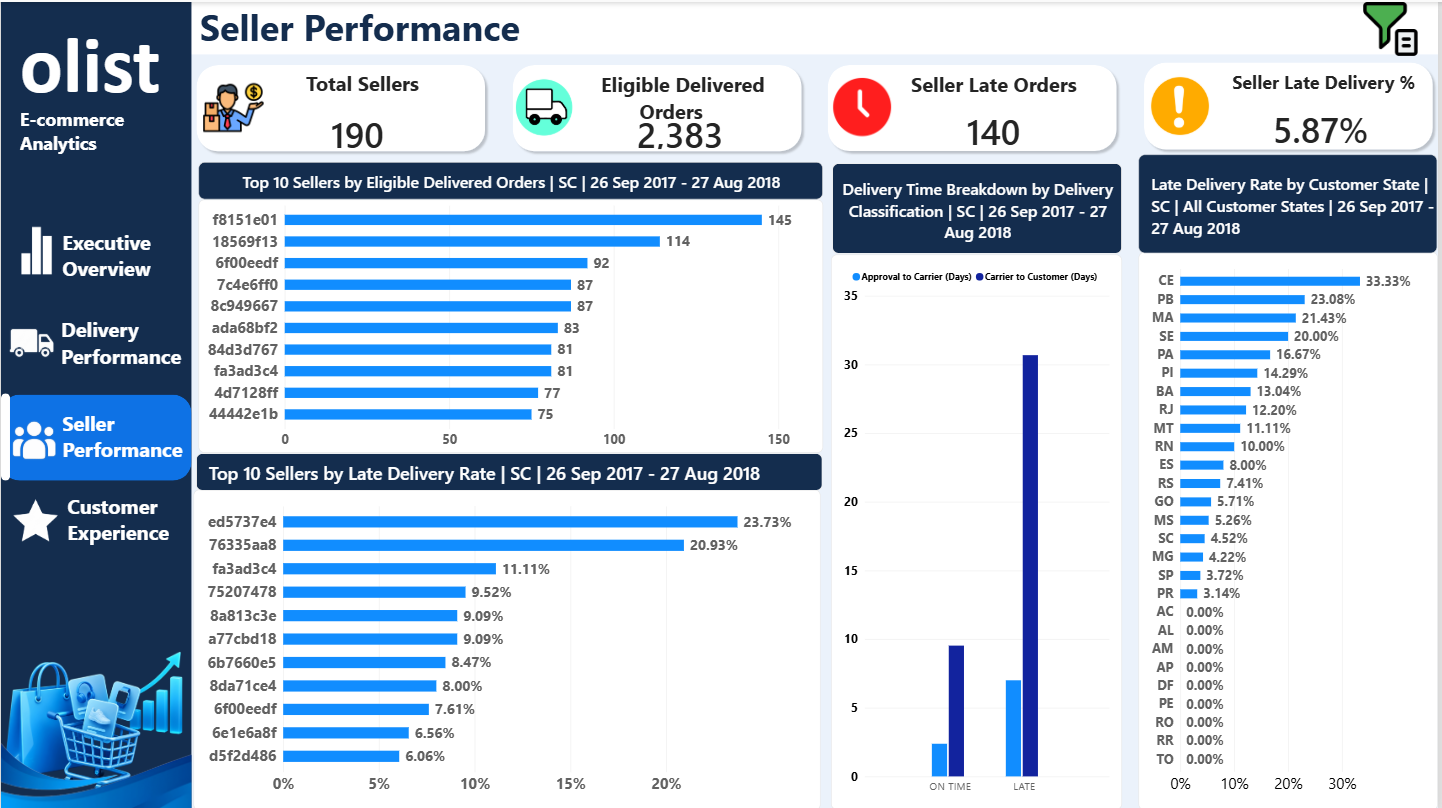 olist
E-commerce
Analytics
Executive
Overview
Delivery
Performance
Seller
Performance
Customer
Experience
Seller Performance
Total Sellers
190
Eligible Delivered
Orders
2,383
Seller Late Orders
140
Seller Late Delivery %
5.87%
Top 10 Sellers by Eligible Delivered Orders | SC | 26 Sep 2017 - 27 Aug 2018
f8151e01 145
18569f13 114
6f00eedf 92
7c4e6ff0 87
8c949667 87
ada68bf2 83
84d3d767 81
fa3ad3c4 81
4d7128ff 77
44442e1b 75
0 50 100 150
Top 10 Sellers by Late Delivery Rate | SC | 26 Sep 2017 - 27 Aug 2018
ed5737e4 23.73%
76335aa8 20.93%
fa3ad3c4 11.11%
75207478 9.52%
8a813c3e 9.09%
a77cbd18 9.09%
6b7660e5 8.47%
8da71ce4 8.00%
6f00eedf 7.61%
6e1e6a8f 6.56%
d5f2d486 6.06%
0% 5% 10% 15% 20%
Delivery Time Breakdown by Delivery
Classification | SC | 26 Sep 2017 - 27
Aug 2018
Approval to Carrier (Days) Carrier to Customer (Days)
35
30
25
20
15
10
5
0
ON TIME LATE
Late Delivery Rate by Customer State |
SC | All Customer States | 26 Sep 2017 -
27 Aug 2018
CE 33.33%
PB 23.08%
MA 21.43%
SE 20.00%
PA 16.67%
PI 14.29%
BA 13.04%
RJ 12.20%
MT 11.11%
RN 10.00%
ES 8.00%
RS 7.41%
GO 5.71%
MS 5.26%
SC 4.52%
MG 4.22%
SP 3.72%
PR 3.14%
AC 0.00%
AL 0.00%
AM 0.00%
AP 0.00%
DF 0.00%
PE 0.00%
RO 0.00%
RR 0.00%
TO 0.00%
0% 10% 20% 30%